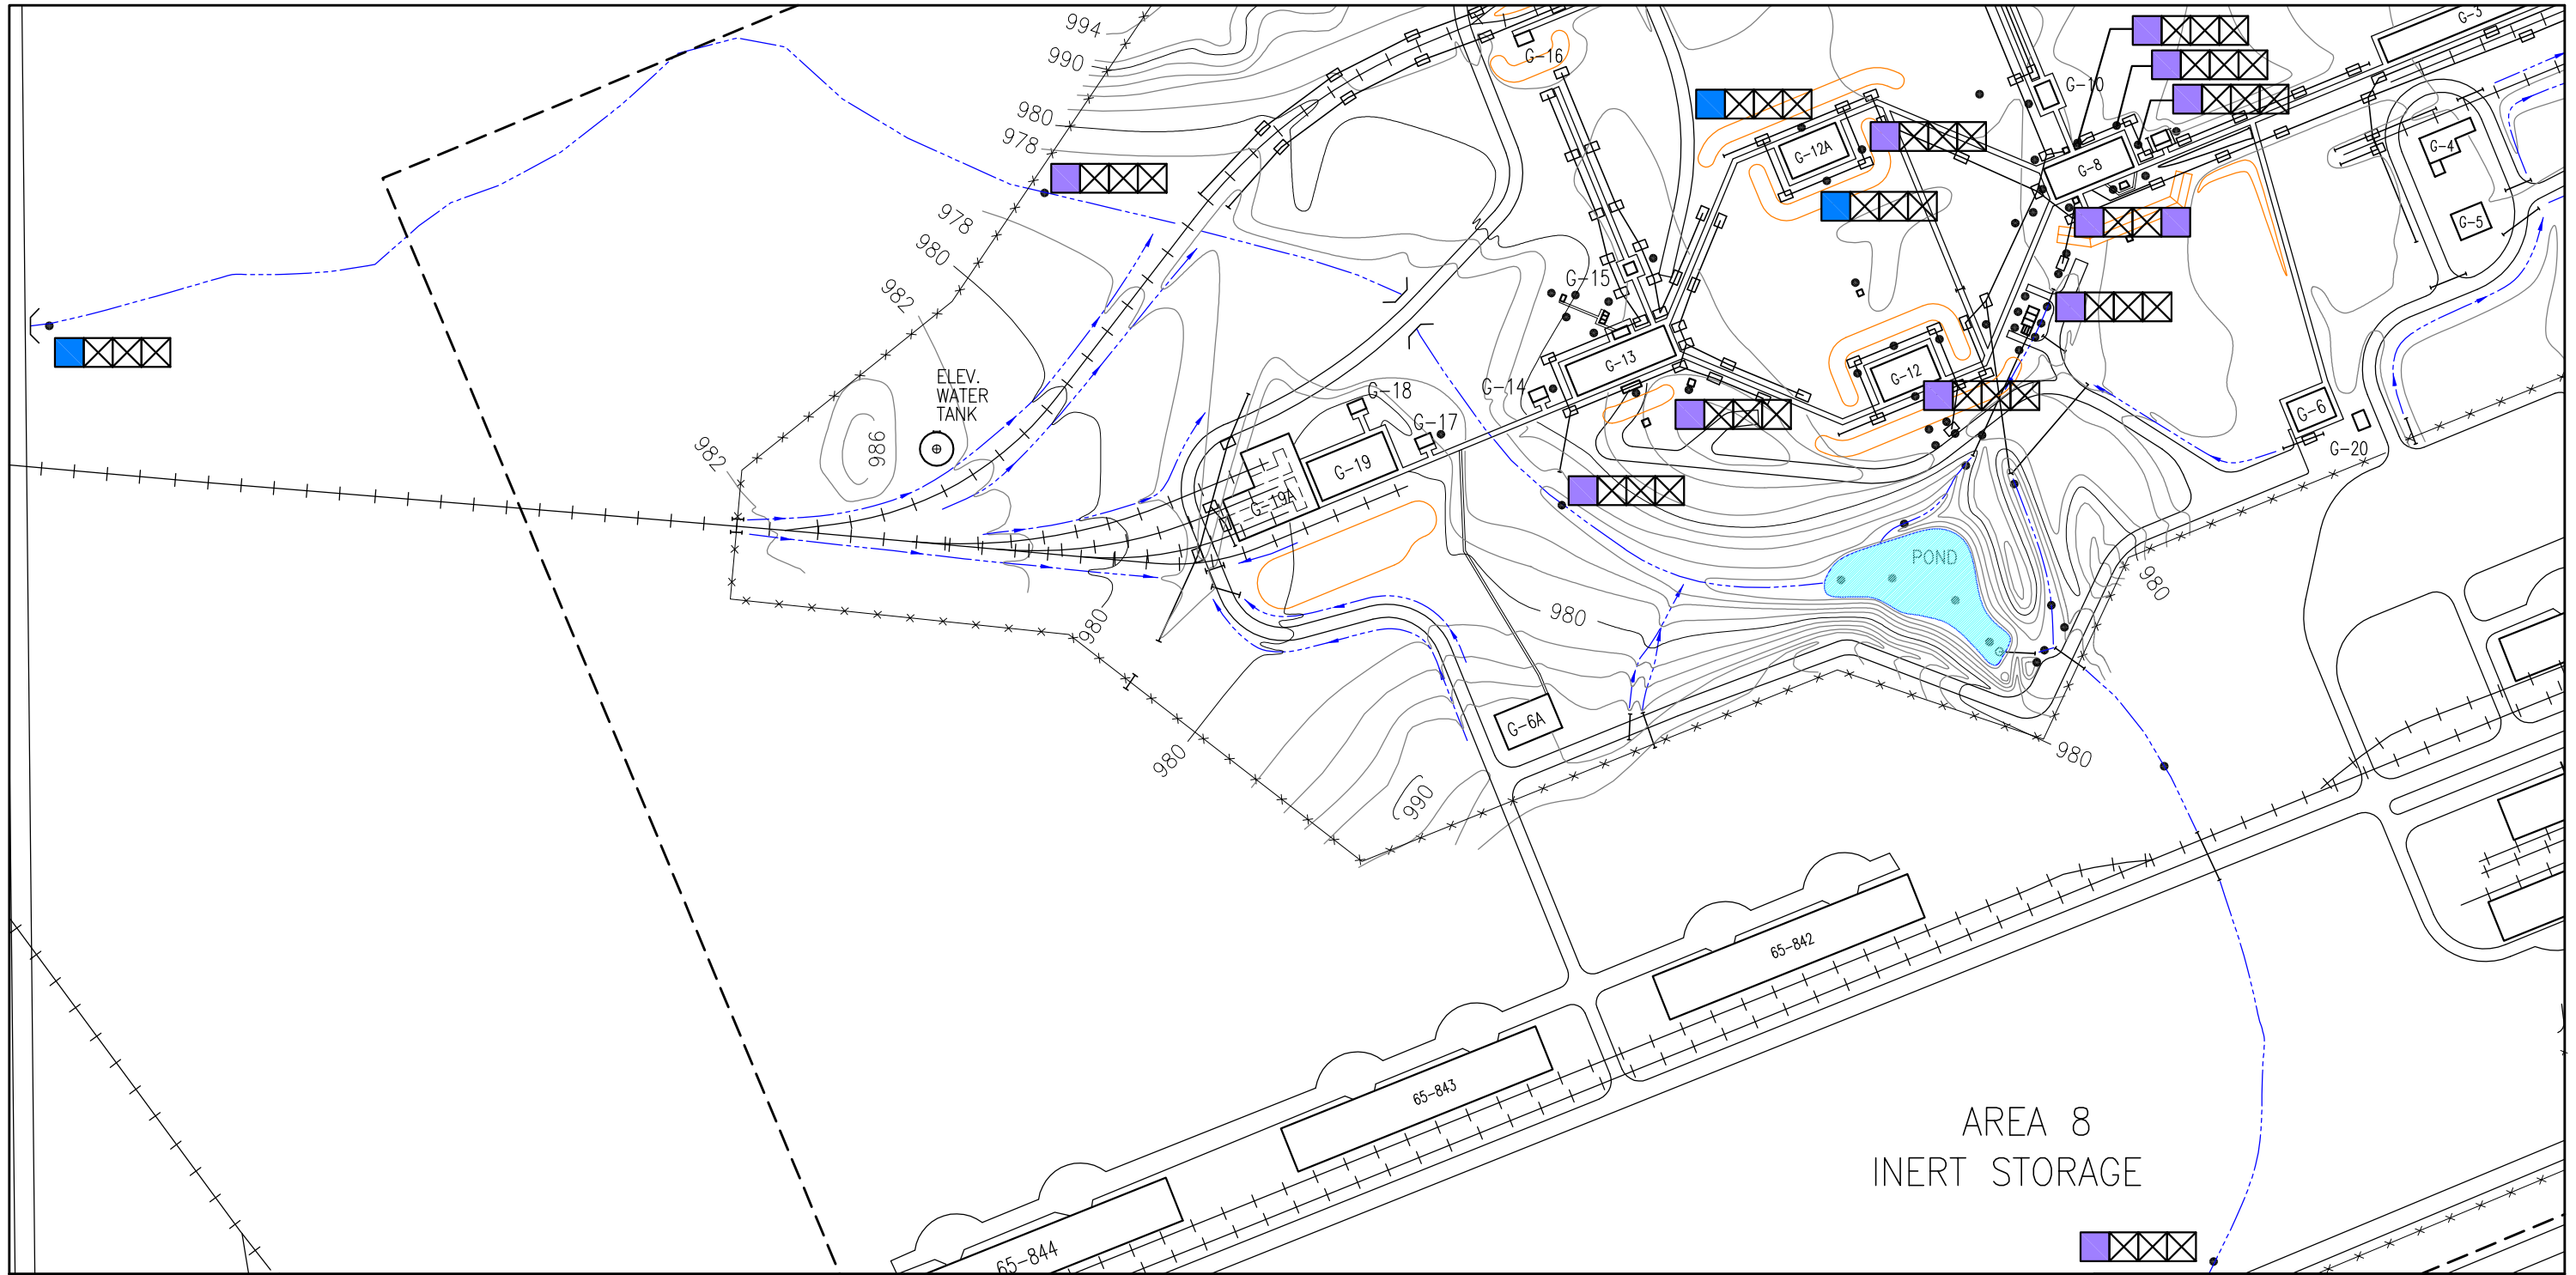 994
990
980
978
978
980
982
982
986
ELEV.
WATER
TANK
G-16
G-10
G-3
G-12A
G-8
G-4
G-5
G-15
G-13
G-14
G-12
G-6
G-20
G-18
G-17
G-19
G-19A
POND
980
980
980
980
980
990
G-6A
65-842
65-843
65-844
AREA 8
INERT STORAGE